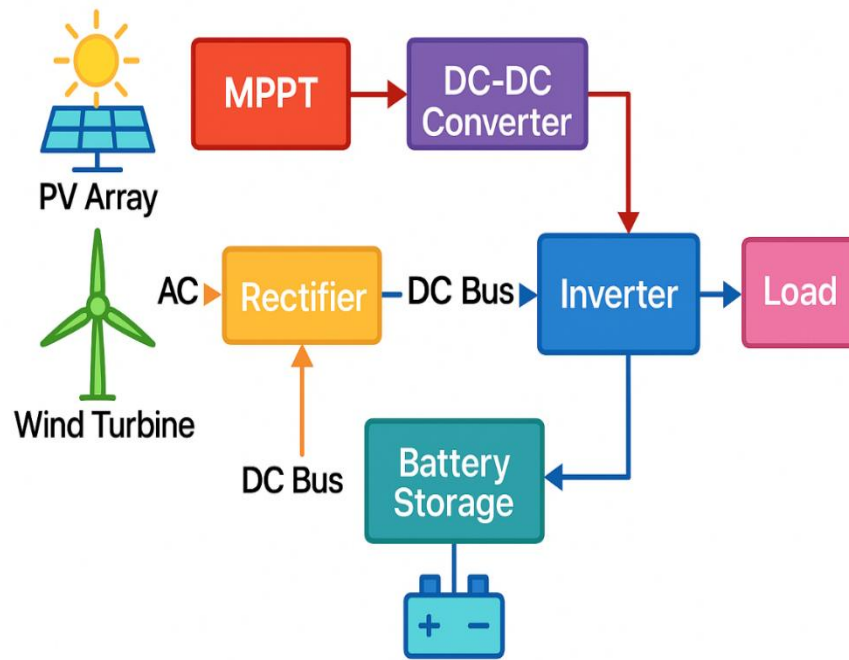 MPPT
DC-DC
Converter
PV Array
AC
Rectifier
DC Bus
Inverter
Load
Wind Turbine
DC Bus
Battery
Storage
+ −